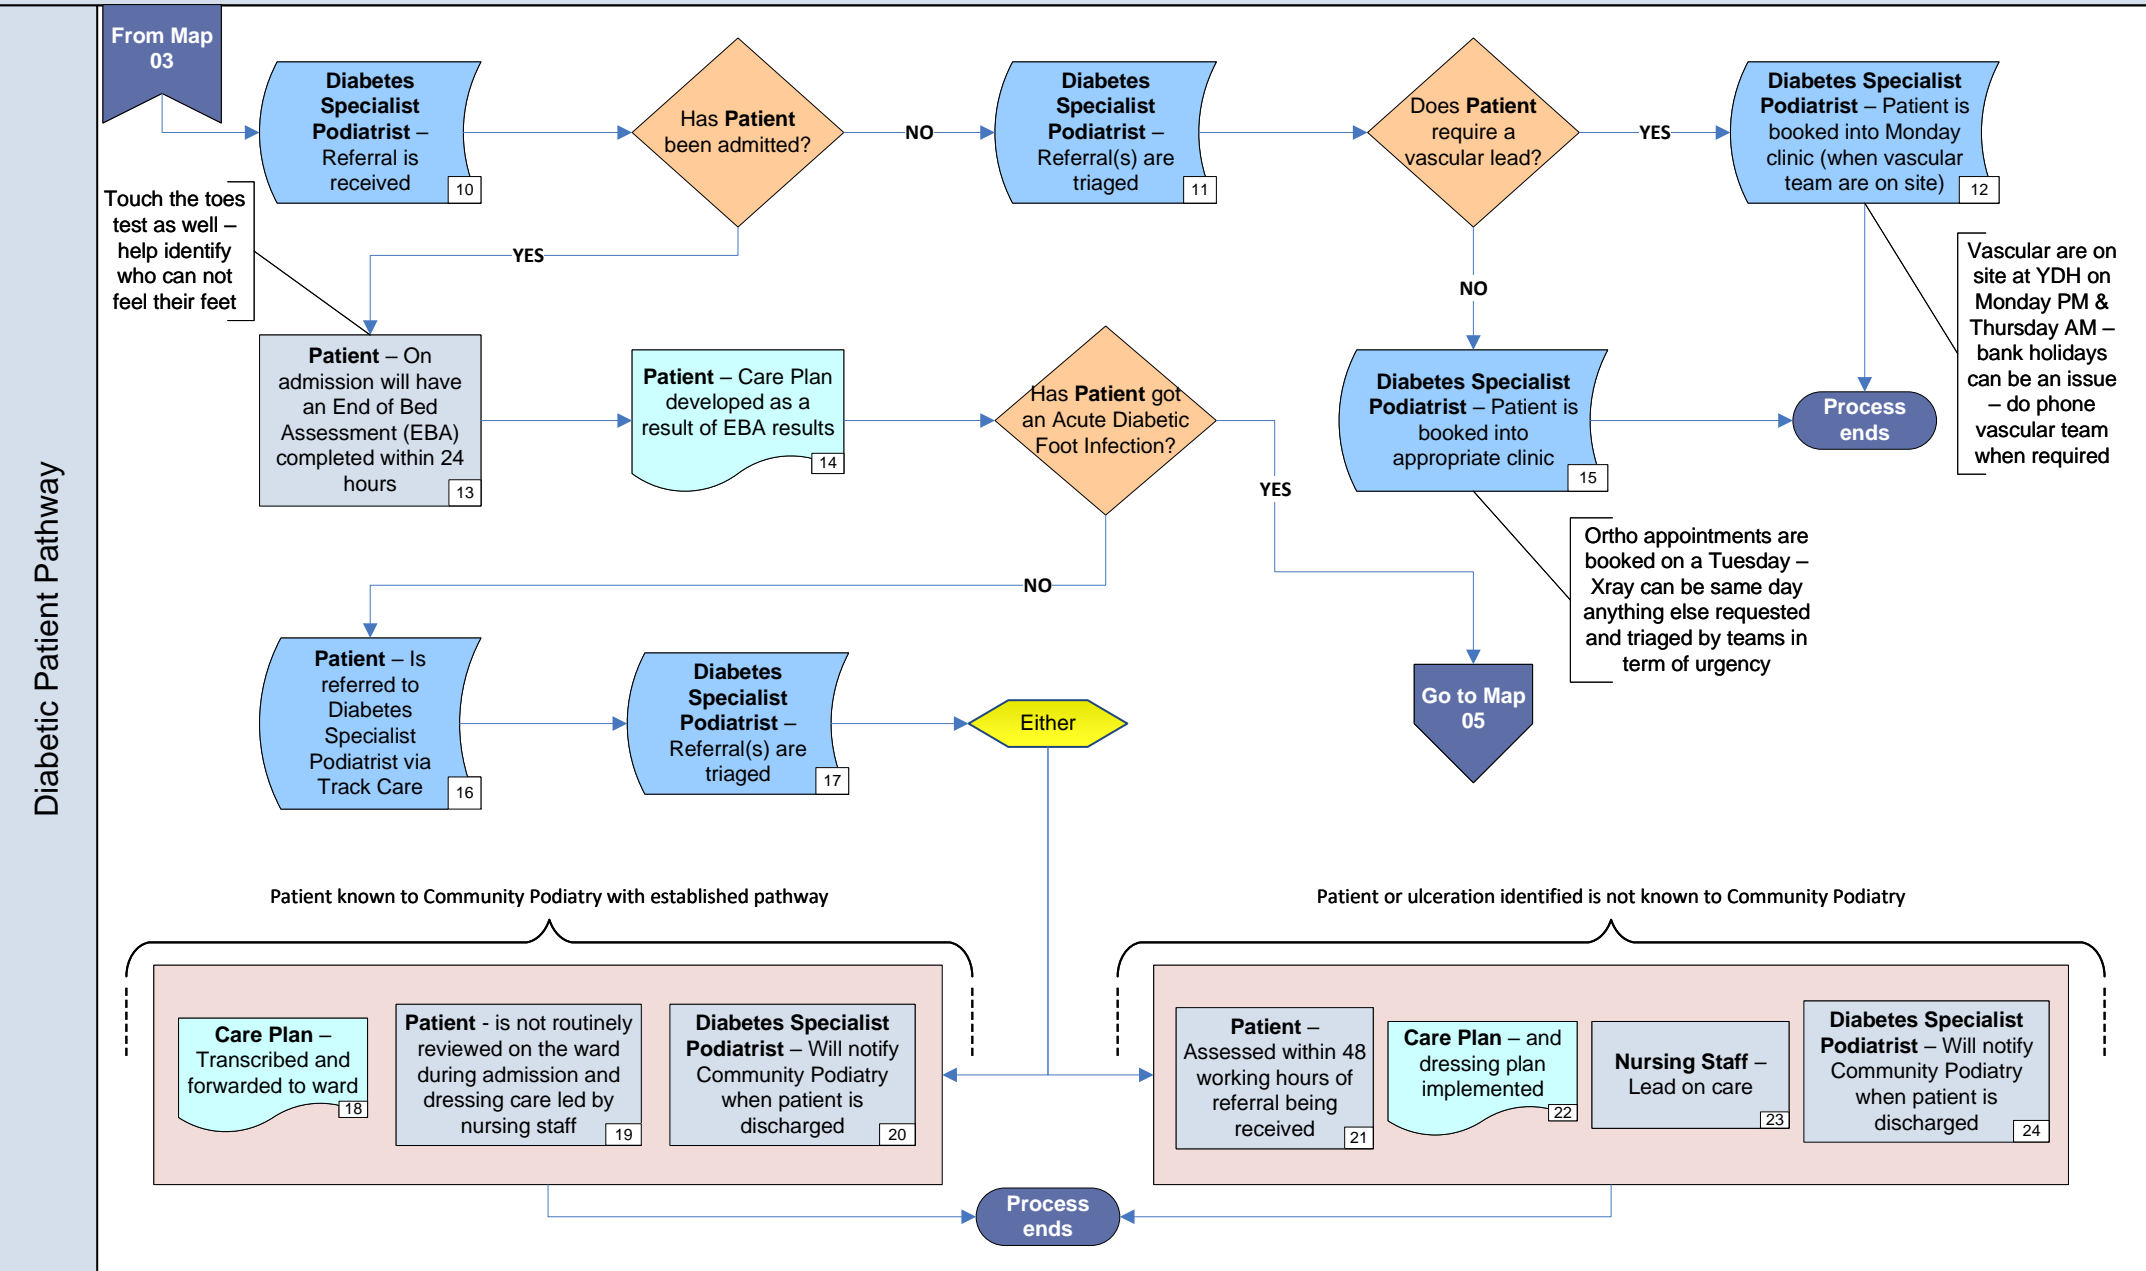 Diabetic Patient Pathway
From Map
03
Diabetes
Specialist
Podiatrist –
Referral is
received
10
Has Patient
been admitted?
NO
Diabetes
Specialist
Podiatrist –
Referral(s) are
triaged
11
Does Patient
require a
vascular lead?
YES
Diabetes Specialist
Podiatrist – Patient is
booked into Monday
clinic (when vascular
team are on site)
12
Touch the toes
test as well –
help identify
who can not
feel their feet
YES
NO
Vascular are on
site at YDH on
Monday PM &
Thursday AM –
bank holidays
can be an issue
– do phone
vascular team
when required
Patient – On
admission will have
an End of Bed
Assessment (EBA)
completed within 24
hours
13
Patient – Care Plan
developed as a
result of EBA results
14
Has Patient got
an Acute Diabetic
Foot Infection?
YES
Diabetes Specialist
Podiatrist – Patient is
booked into
appropriate clinic
15
Process
ends
Ortho appointments are
booked on a Tuesday –
Xray can be same day
anything else requested
and triaged by teams in
term of urgency
NO
Patient – Is
referred to
Diabetes
Specialist
Podiatrist via
Track Care
16
Diabetes
Specialist
Podiatrist –
Referral(s) are
triaged
17
Either
Go to Map
05
Patient known to Community Podiatry with established pathway
Patient or ulceration identified is not known to Community Podiatry
Care Plan –
Transcribed and
forwarded to ward
18
Patient - is not routinely
reviewed on the ward
during admission and
dressing care led by
nursing staff
19
Diabetes Specialist
Podiatrist – Will notify
Community Podiatry
when patient is
discharged
20
Patient –
Assessed within 48
working hours of
referral being
received
21
Care Plan – and
dressing plan
implemented
22
Nursing Staff –
Lead on care
23
Diabetes Specialist
Podiatrist – Will notify
Community Podiatry
when patient is
discharged
24
Process
ends